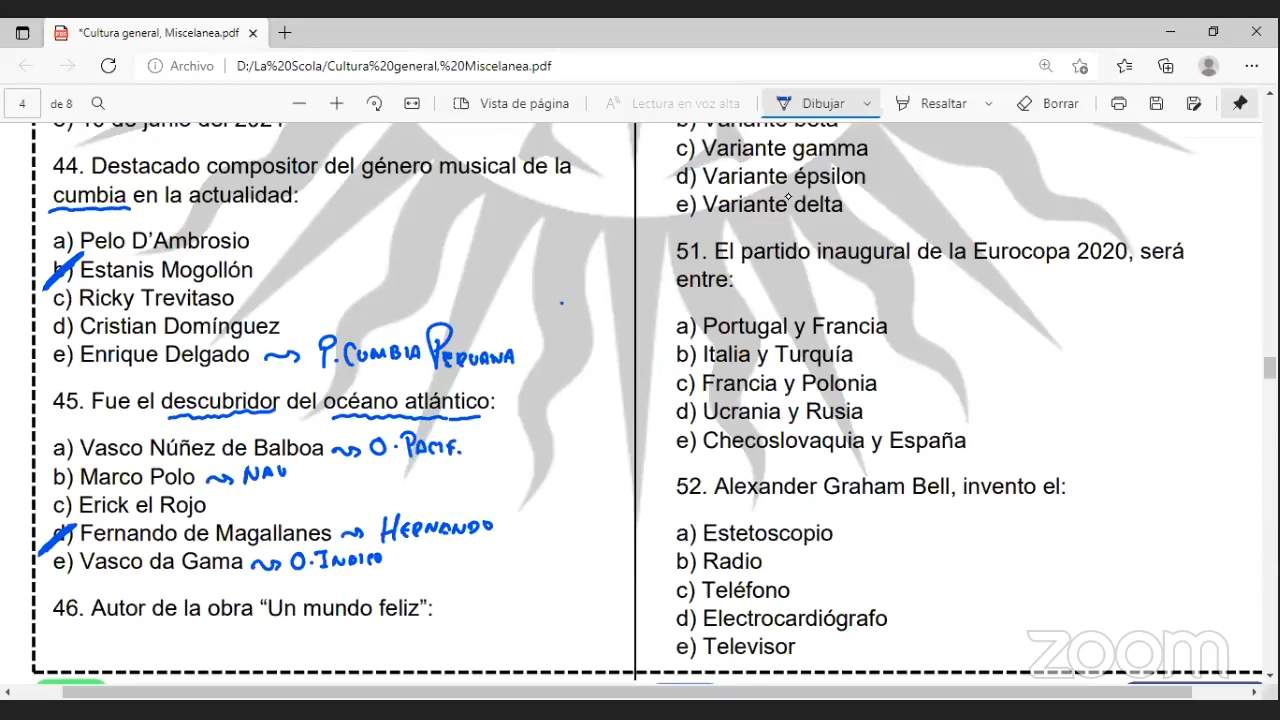 *Cultura general, Miscelanea.pdf
Archivo
D:/La%20Scola/Cultura%20general,%20Miscelanea.pdf
4
de 8
Vista de página
Lectura en voz alta
Dibujar
Resaltar
Borrar
44. Destacado compositor del género musical de la
cumbia en la actualidad:
a) Pelo D'Ambrosio
b) Estanis Mogollón
c) Ricky Trevitaso
d) Cristian Domínguez
e) Enrique Delgado P. CUMBIA PERUANA
45. Fue el descubridor del océano atlántico:
a) Vasco Núñez de Balboa O. PACIF.
b) Marco Polo NAV
c) Erick el Rojo
d) Fernando de Magallanes HERNANDO
e) Vasco da Gama O. INDICO
46. Autor de la obra “Un mundo feliz”:
b) Variante beta
c) Variante gamma
d) Variante épsilon
e) Variante delta
51. El partido inaugural de la Eurocopa 2020, será
entre:
a) Portugal y Francia
b) Italia y Turquía
c) Francia y Polonia
d) Ucrania y Rusia
e) Checoslovaquia y España
52. Alexander Graham Bell, invento el:
a) Estetoscopio
b) Radio
c) Teléfono
d) Electrocardiógrafo
e) Televisor
zoom